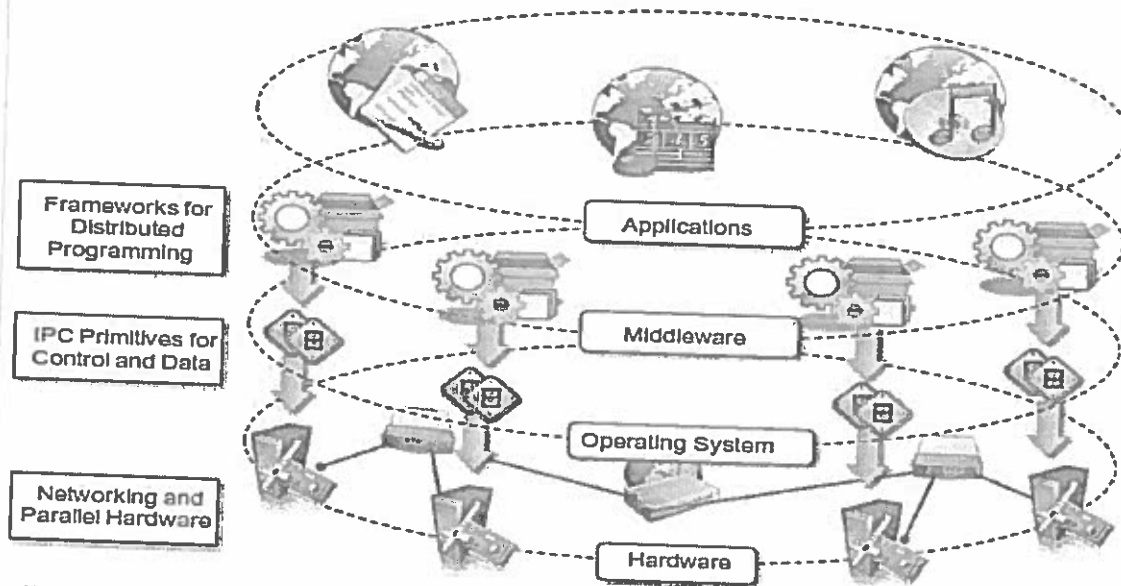 Frameworks for
Distributed
Programming
Applications
IPC Primitives for
Control and Data
Middleware
Operating System
Networking and
Parallel Hardware
Hardware